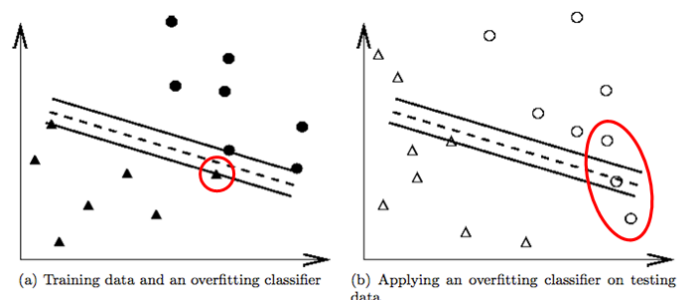 (a) Training data and an overfitting classifier
(b) Applying an overfitting classifier on testing
data